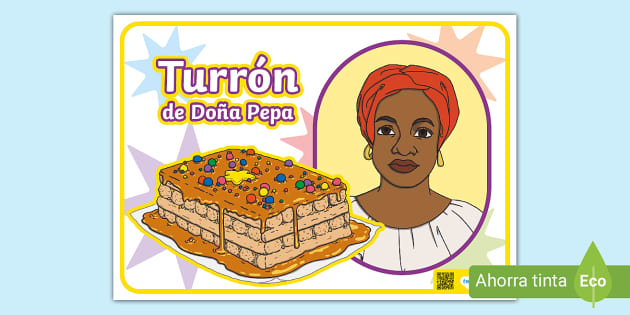 Turrón
de Doña Pepa
Ahorra tinta
Eco